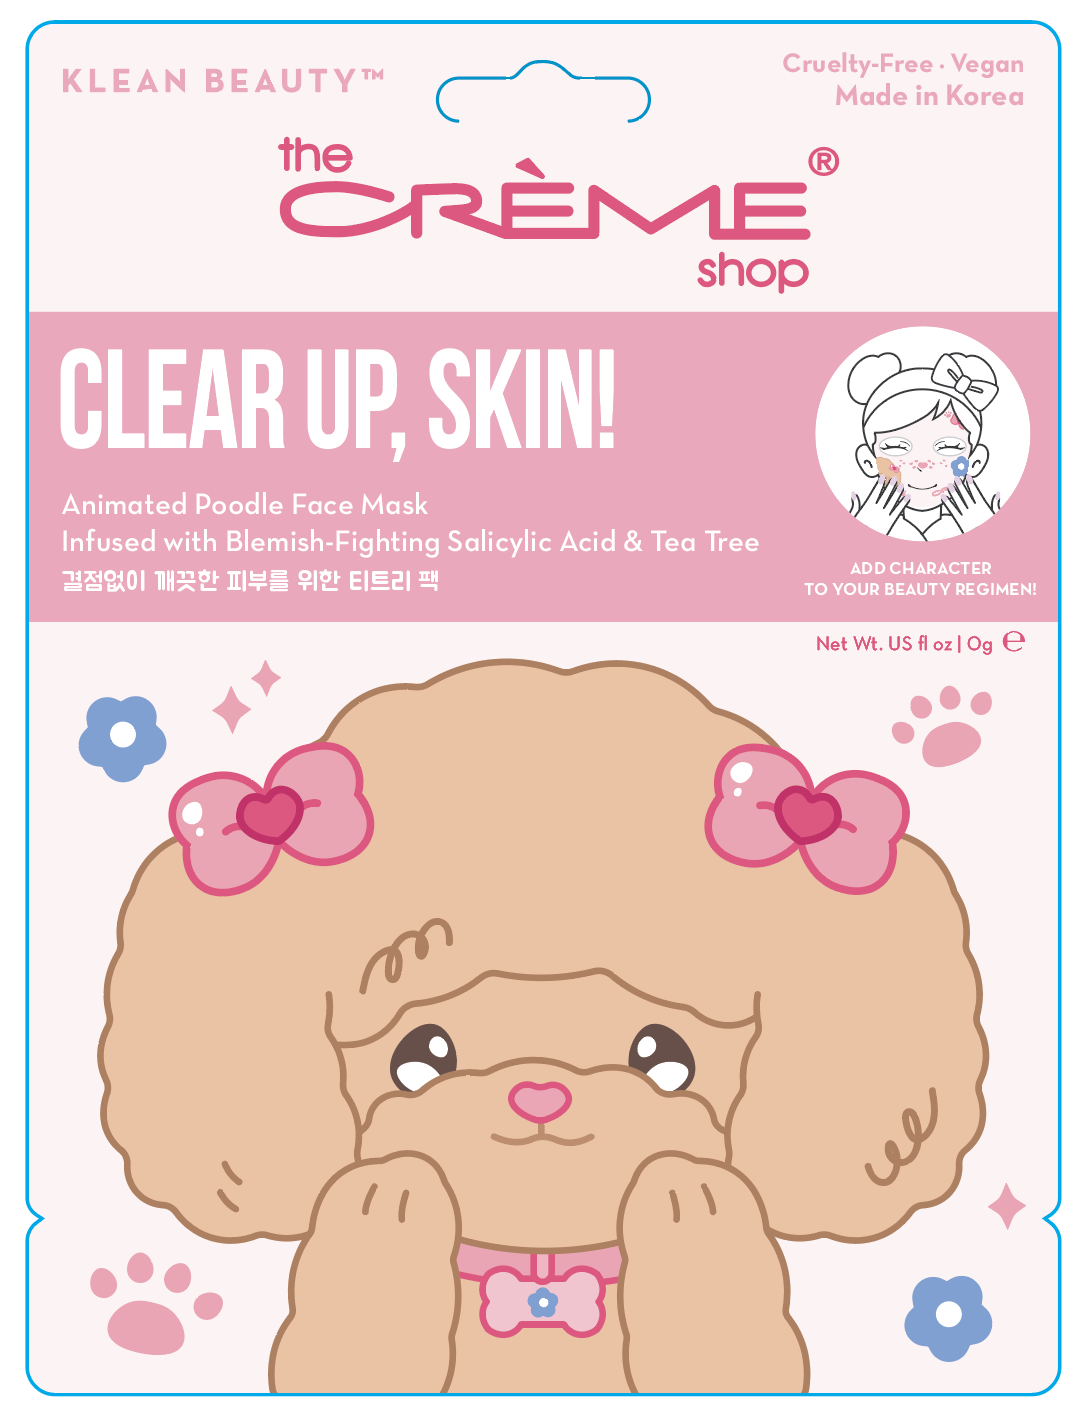 KLEAN BEAUTY™
Cruelty-Free · Vegan
Made in Korea
the
CRÈME®
shop
CLEAR UP, SKIN!
Animated Poodle Face Mask
Infused with Blemish-Fighting Salicylic Acid & Tea Tree
결점없이 깨끗한 피부를 위한 티트리 팩
ADD CHARACTER
TO YOUR BEAUTY REGIMEN!
Net Wt. US fl oz | 0g ℮